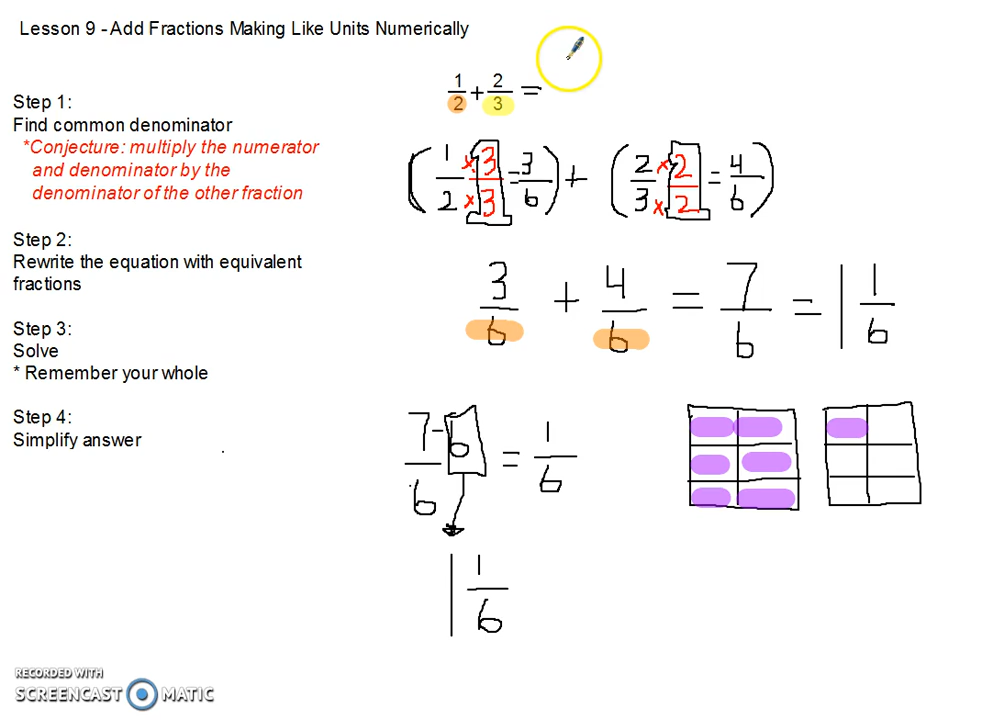 Lesson 9 - Add Fractions Making Like Units Numerically
1/2 + 2/3 =
Step 1:
Find common denominator
*Conjecture: multiply the numerator
and denominator by the
denominator of the other fraction
(1/2 × 3/× 3 = 3/6) + (2/3 × 2/× 2 = 4/6)
Step 2:
Rewrite the equation with equivalent
fractions
3/6 + 4/6 = 7/6 = 1 1/6
Step 3:
Solve
* Remember your whole
Step 4:
Simplify answer
7-6/6 = 1/6
1 1/6
RECORDED WITH
SCREENCAST MATIC